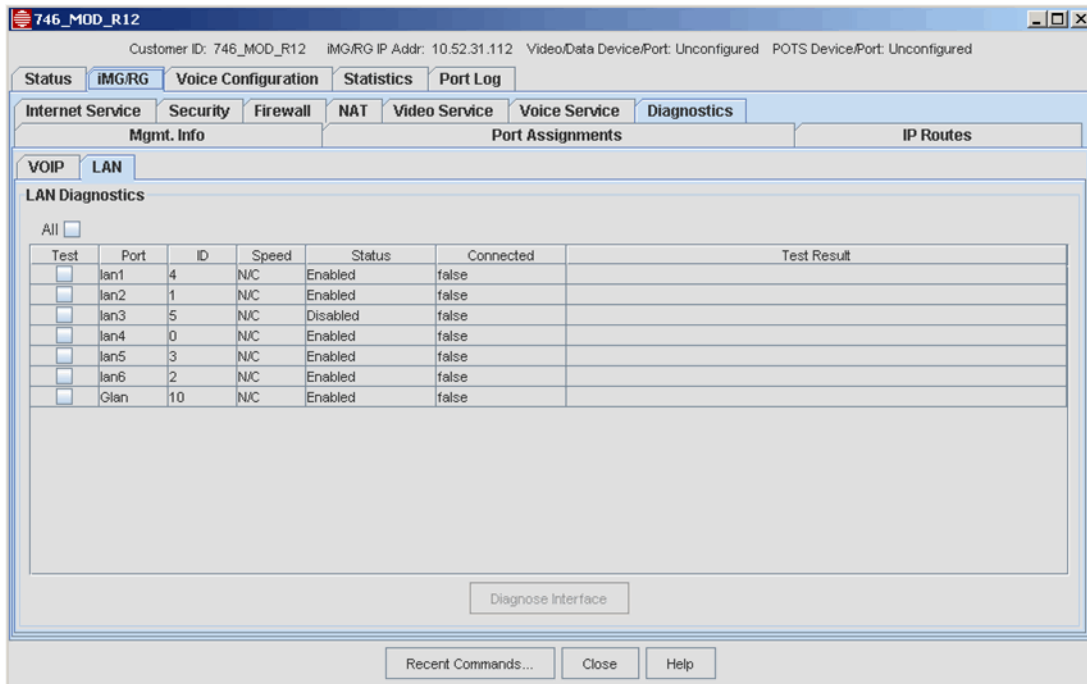 746_MOD_R12
Customer ID: 746_MOD_R12 iMG/RG IP Addr: 10.52.31.112 Video/Data Device/Port: Unconfigured POTS Device/Port: Unconfigured
Status iMG/RG Voice Configuration Statistics Port Log
Internet Service Security Firewall NAT Video Service Voice Service Diagnostics
Mgmt. Info Port Assignments IP Routes
VOIP LAN
LAN Diagnostics
All
Test Port ID Speed Status Connected Test Result
lan1 4 N/C Enabled false
lan2 1 N/C Enabled false
lan3 5 N/C Disabled false
lan4 0 N/C Enabled false
lan5 3 N/C Enabled false
lan6 2 N/C Enabled false
Glan 10 N/C Enabled false
Diagnose Interface
Recent Commands... Close Help